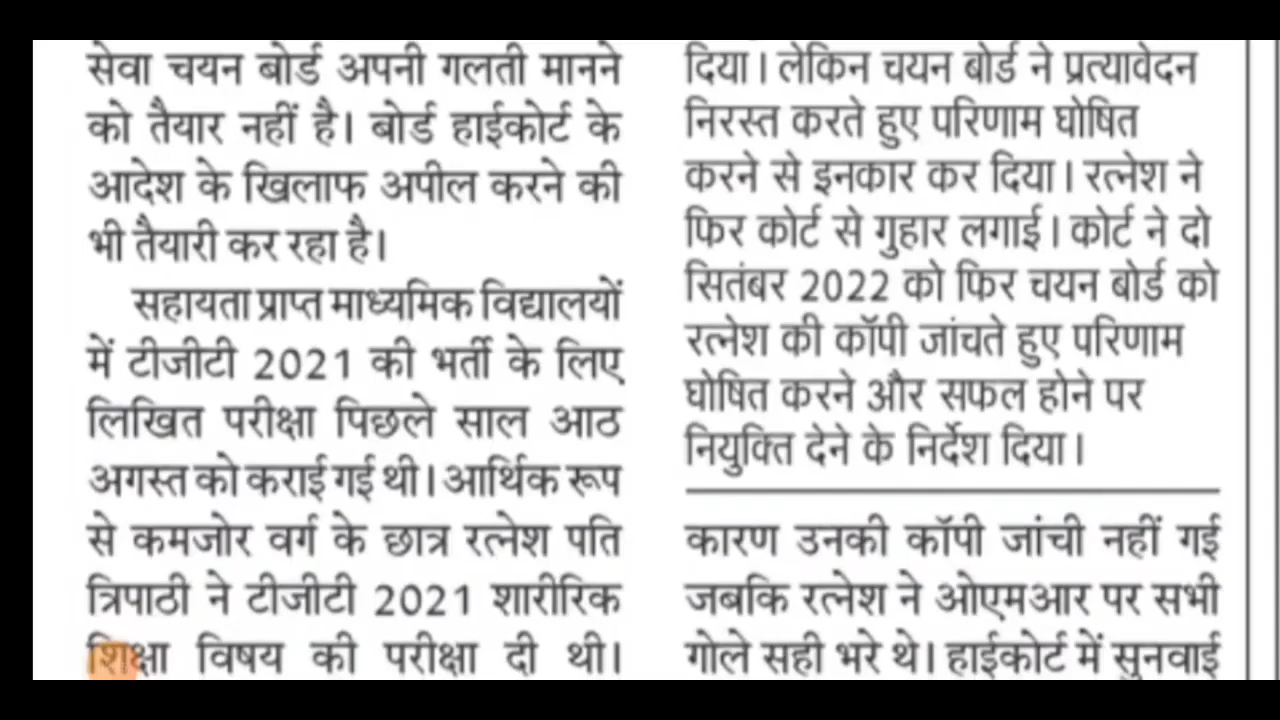 सेवा चयन बोर्ड अपनी गलती मानने
को तैयार नहीं है। बोर्ड हाईकोर्ट के
आदेश के खिलाफ अपील करने की
भी तैयारी कर रहा है।
सहायता प्राप्त माध्यमिक विद्यालयों
में टीजीटी 2021 की भर्ती के लिए
लिखित परीक्षा पिछले साल आठ
अगस्त को कराई गई थी। आर्थिक रूप
से कमजोर वर्ग के छात्र रत्नेश पति
त्रिपाठी ने टीजीटी 2021 शारीरिक
शिक्षा विषय की परीक्षा दी थी।
दिया। लेकिन चयन बोर्ड ने प्रत्यावेदन
निरस्त करते हुए परिणाम घोषित
करने से इनकार कर दिया। रत्नेश ने
फिर कोर्ट से गुहार लगाई। कोर्ट ने दो
सितंबर 2022 को फिर चयन बोर्ड को
रत्नेश की कॉपी जांचते हुए परिणाम
घोषित करने और सफल होने पर
नियुक्ति देने के निर्देश दिया।
कारण उनकी कॉपी जांची नहीं गई
जबकि रत्नेश ने ओएमआर पर सभी
गोले सही भरे थे। हाईकोर्ट में सुनवाई